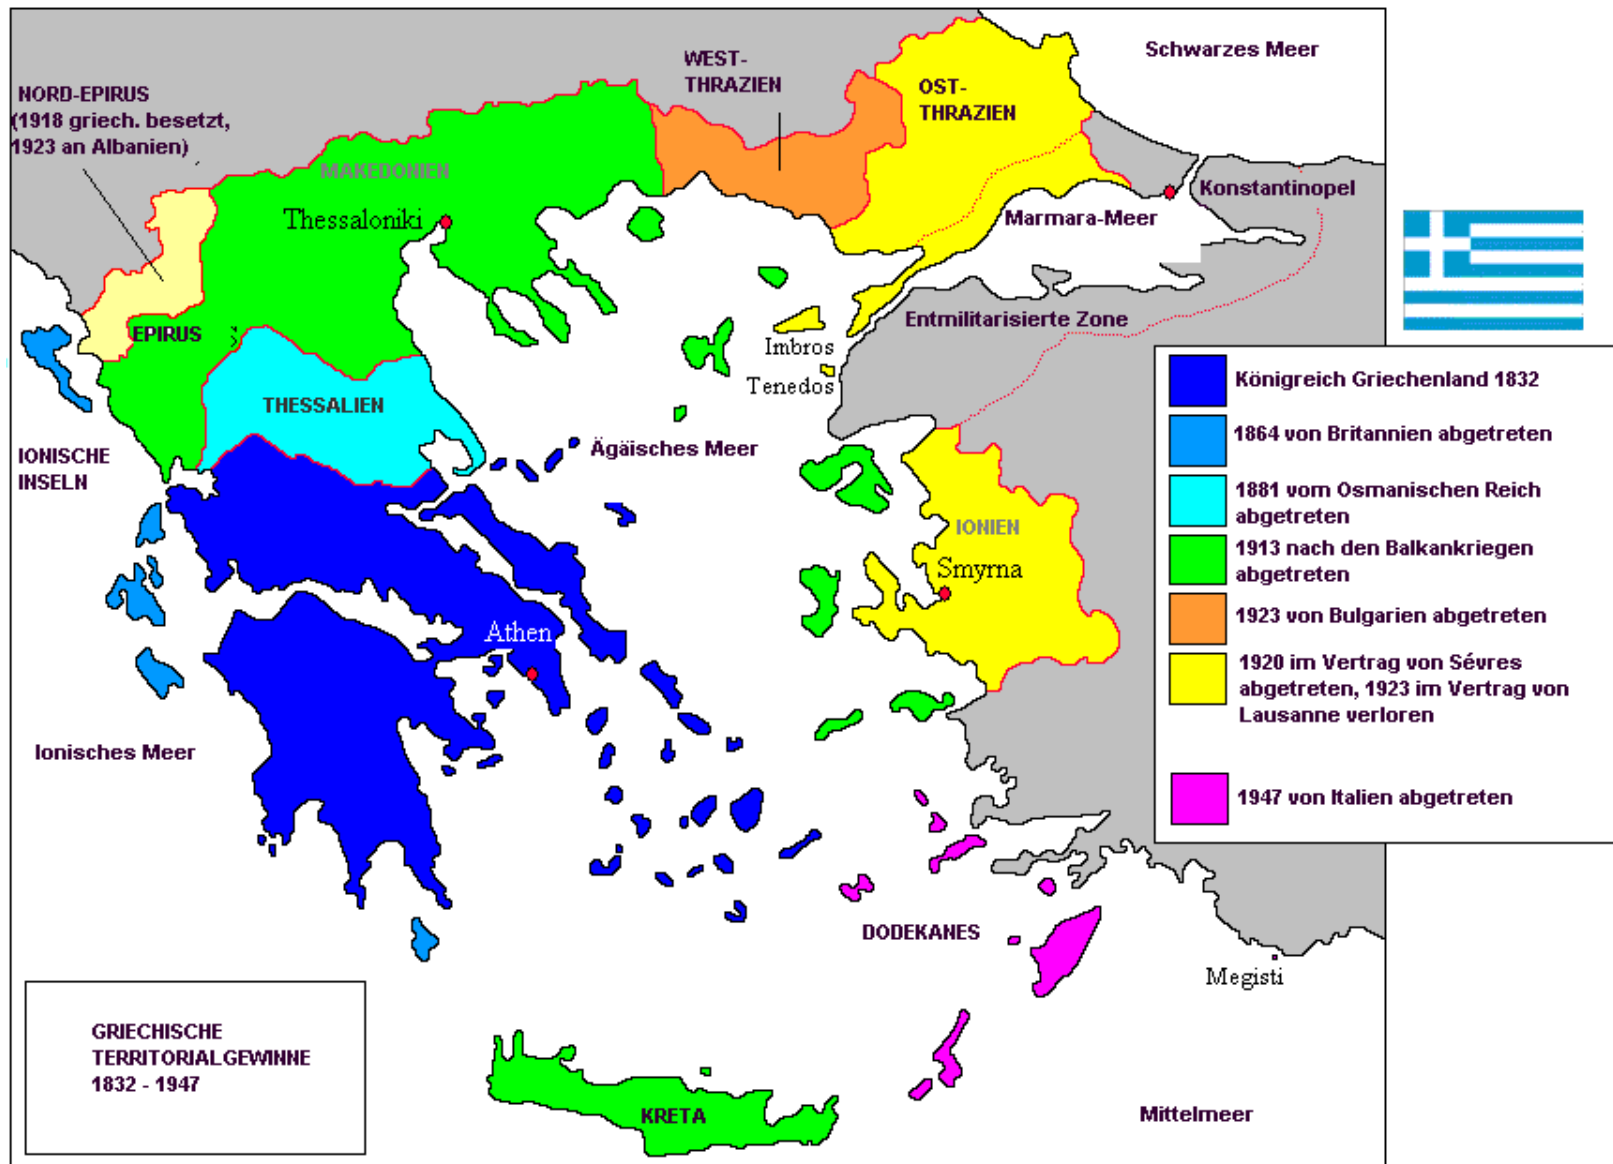 Schwarzes Meer
WEST-
THRAZIEN
OST-
THRAZIEN
NORD-EPIRUS
(1918 griech. besetzt,
1923 an Albanien)
MAKEDONIEN
Thessaloniki
Konstantinopel
Marmara-Meer
Entmilitarisierte Zone
EPIRUS
Imbros
Tenedos
THESSALIEN
IONISCHE
INSELN
Ägäisches Meer
IONIEN
Smyrna
Athen
Ionisches Meer
DODEKANES
Megisti
KRETA
Mittelmeer
Königreich Griechenland 1832
1864 von Britannien abgetreten
1881 vom Osmanischen Reich
abgetreten
1913 nach den Balkankriegen
abgetreten
1923 von Bulgarien abgetreten
1920 im Vertrag von Sévres
abgetreten, 1923 im Vertrag von
Lausanne verloren
1947 von Italien abgetreten
GRIECHISCHE
TERRITORIALGEWINNE
1832 - 1947